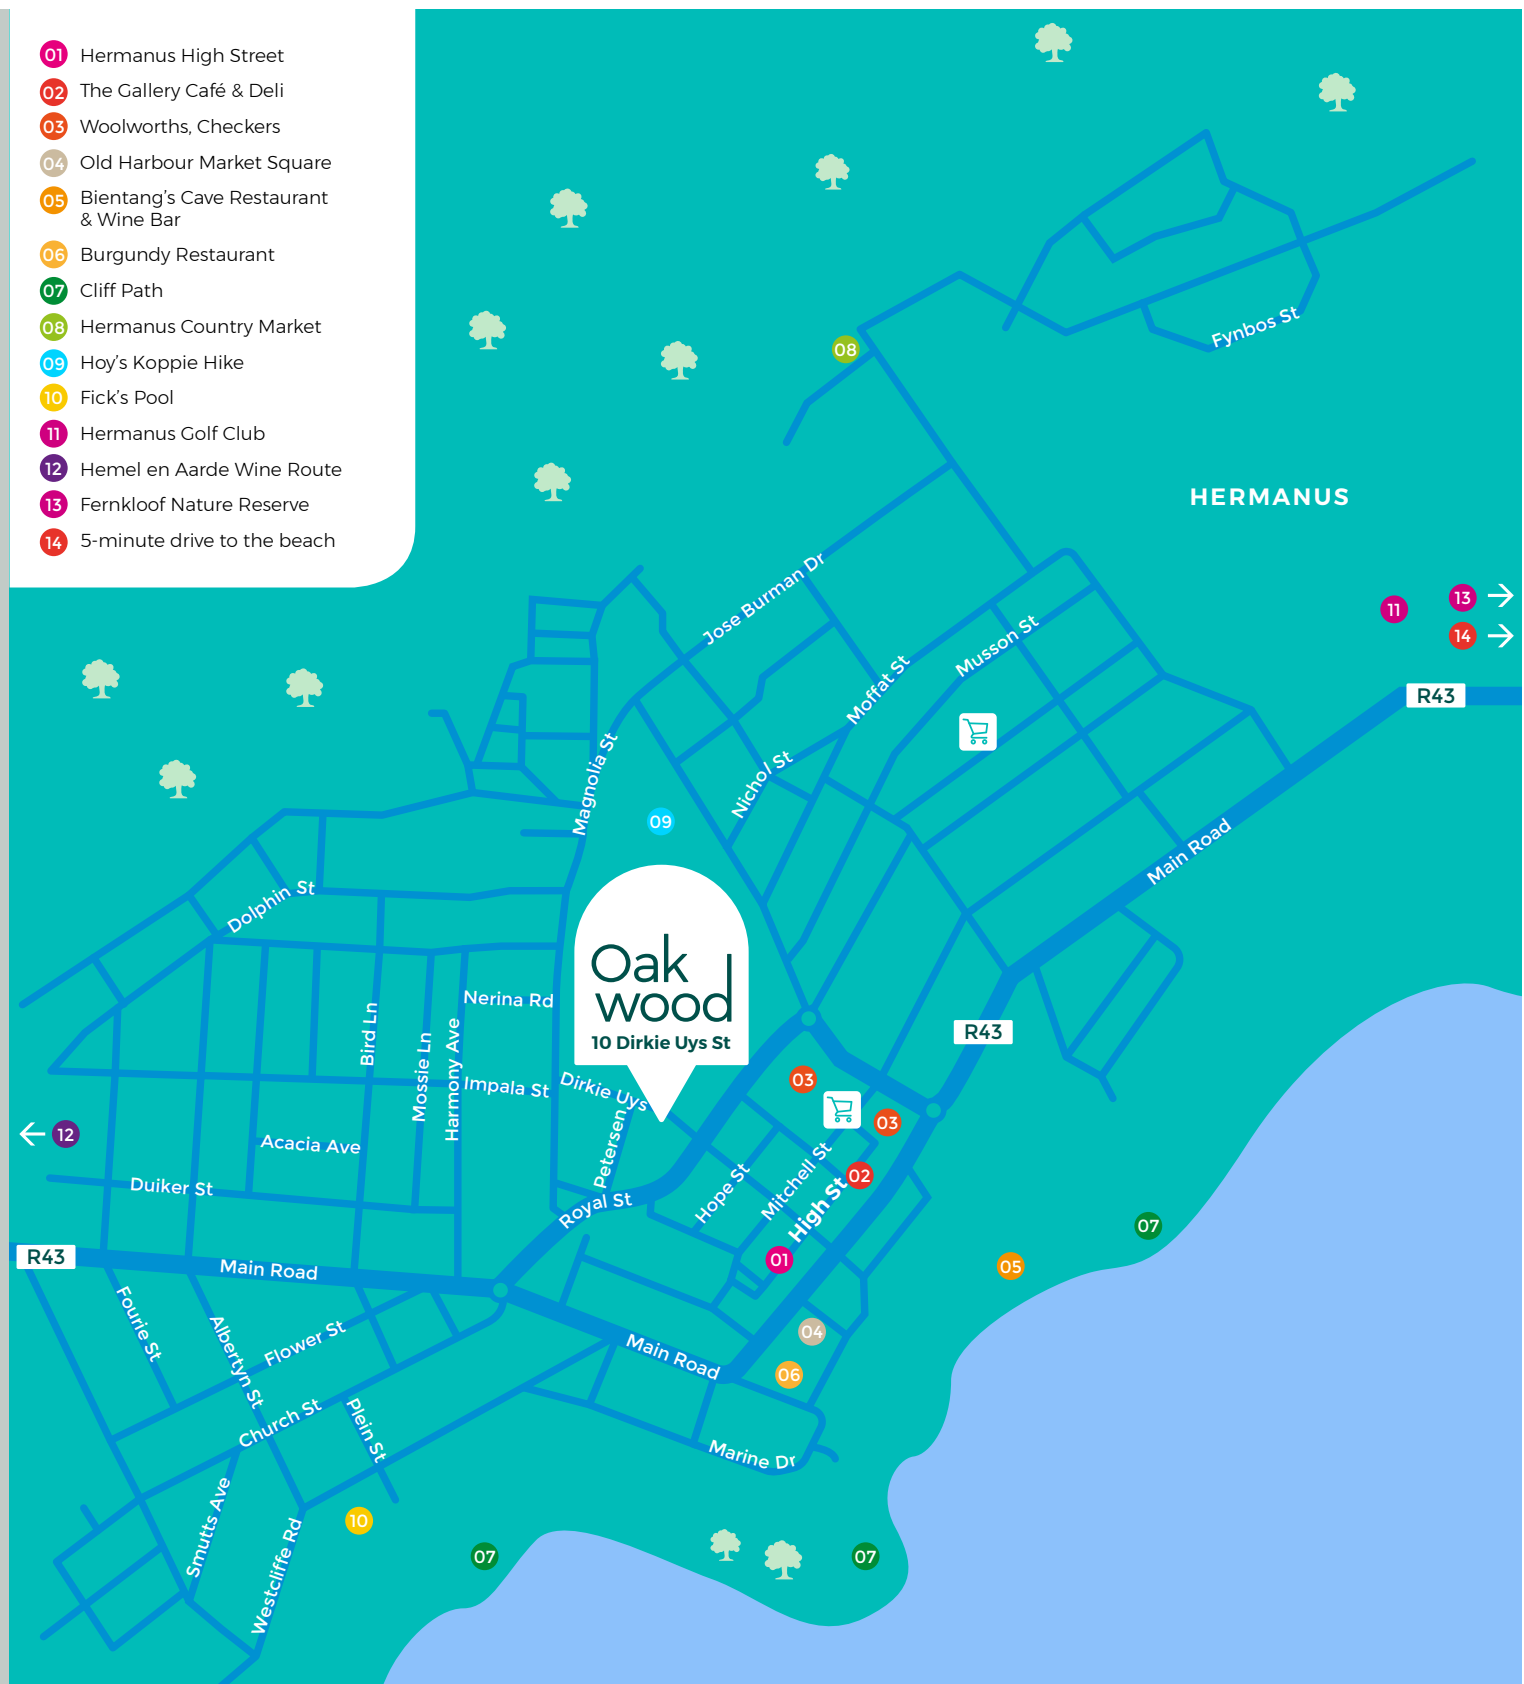 01 Hermanus High Street
02 The Gallery Café & Deli
03 Woolworths, Checkers
04 Old Harbour Market Square
05 Bientang's Cave Restaurant
& Wine Bar
06 Burgundy Restaurant
07 Cliff Path
08 Hermanus Country Market
09 Hoy's Koppie Hike
10 Fick's Pool
11 Hermanus Golf Club
12 Hemel en Aarde Wine Route
13 Fernkloof Nature Reserve
14 5-minute drive to the beach
Fynbos St
08
HERMANUS
Jose Burman Dr
13
11
14
Musson St
Moffat St
R43
Magnolia St
Nichol St
09
Main Road
Dolphin St
Oak
wood
10 Dirkie Uys St
Nerina Rd
Bird Ln
Mossie Ln
Harmony Ave
R43
Impala St
Dirkie Uys
03
03
12
Acacia Ave
Petersen
Mitchell St
02
Duiker St
Hope St
High St
Royal St
07
R43
Main Road
01
05
Fourie St
Albertyn St
Flower St
04
Main Road
06
Church St
Plein St
Marine Dr
Smutts Ave
10
Westcliffe Rd
07
07